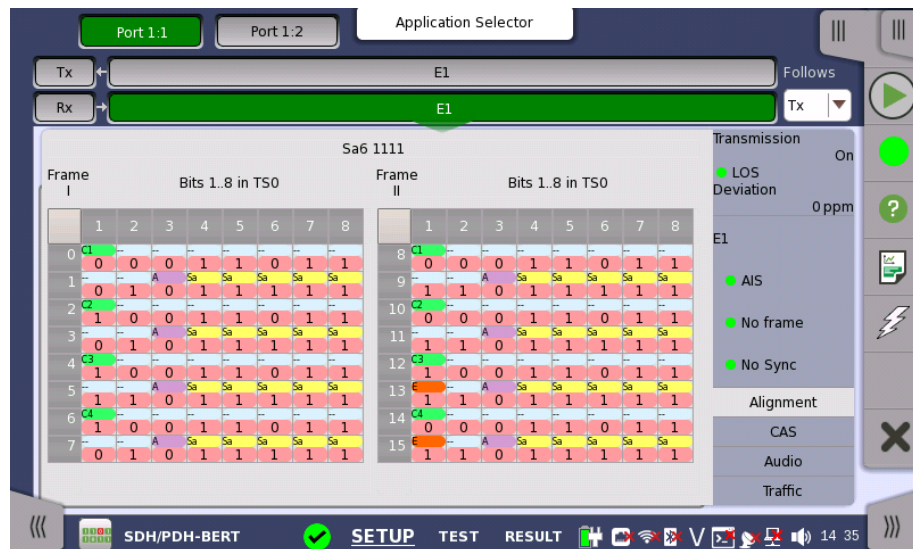 Port 1:1 Port 1:2 Application Selector
Tx E1 Follows
Rx E1 Tx
Sa6 1111
Frame I Bits 1..8 in TS0 Frame II Bits 1..8 in TS0
1 2 3 4 5 6 7 8 1 2 3 4 5 6 7 8
C1 -- -- -- -- -- -- -- C1 -- -- -- -- -- -- --
0 0 0 0 1 1 0 1 1 8 0 0 0 1 1 0 1 1
-- -- A Sa Sa Sa Sa Sa -- -- A Sa Sa Sa Sa Sa
1 0 1 0 1 1 1 1 1 9 1 1 0 1 1 1 1 1
C2 -- -- -- -- -- -- -- C2 -- -- -- -- -- -- --
2 1 0 0 1 1 0 1 1 10 0 0 0 1 1 0 1 1
-- -- A Sa Sa Sa Sa Sa -- -- A Sa Sa Sa Sa Sa
3 0 1 0 1 1 1 1 1 11 1 1 0 1 1 1 1 1
C3 -- -- -- -- -- -- -- C3 -- -- -- -- -- -- --
4 1 0 0 1 1 0 1 1 12 1 0 0 1 1 0 1 1
-- -- A Sa Sa Sa Sa Sa E -- A Sa Sa Sa Sa Sa
5 1 1 0 1 1 1 1 1 13 1 1 0 1 1 1 1 1
C4 -- -- -- -- -- -- -- C4 -- -- -- -- -- -- --
6 1 0 0 1 1 0 1 1 14 0 0 0 1 1 0 1 1
-- -- A Sa Sa Sa Sa Sa E -- A Sa Sa Sa Sa Sa
7 0 1 0 1 1 1 1 1 15 1 1 0 1 1 1 1 1
Transmission
On
LOS
Deviation
0 ppm
E1
AIS
No frame
No Sync
Alignment
CAS
Audio
Traffic
SDH/PDH-BERT SETUP TEST RESULT V 14 35